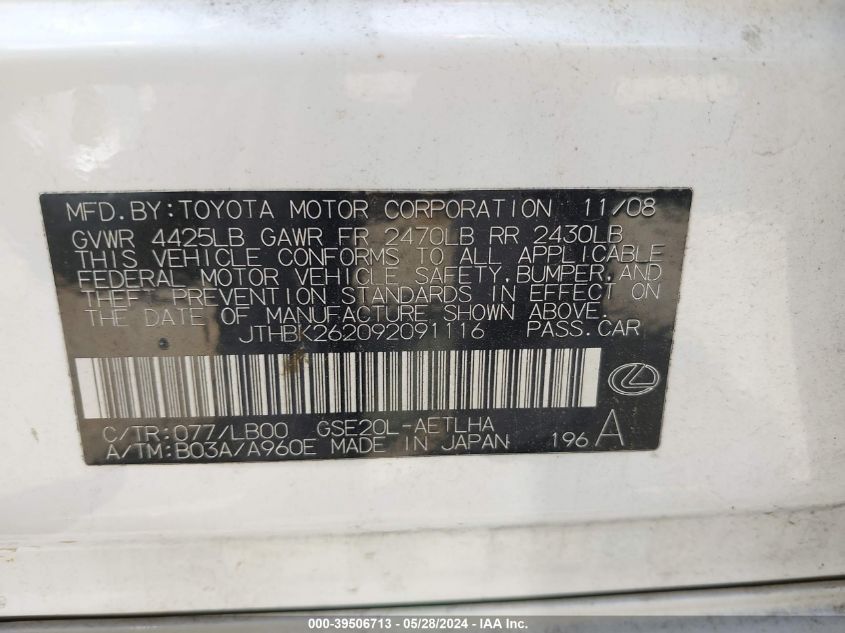 MFD.BY:TOYOTA MOTOR CORPORATION 11/08
GVWR 4425LB GAWR FR 2470LB RR 2430LB
THIS VEHICLE CONFORMS TO ALL APPLICABLE
FEDERAL MOTOR VEHICLE SAFETY, BUMPER, AND
THEFT PREVENTION STANDARDS IN EFFECT ON
THE DATE OF MANUFACTURE SHOWN ABOVE.
JTHBK262092091116 PASS.CAR
C/TR:077/LB00 GSE20L-AETLHA
A/TM:B03A/A960E MADE IN JAPAN 196 A
000-39506713 - 05/28/2024 - IAA Inc.